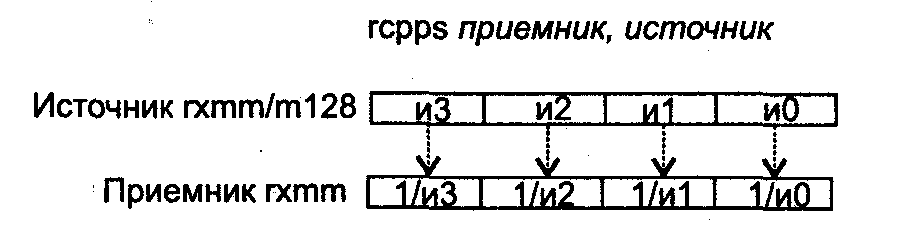 rcpps приемник, источник
Источник rxmm/m128 и3 и2 и1 и0
Приемник rxmm 1/и3 1/и2 1/и1 1/и0